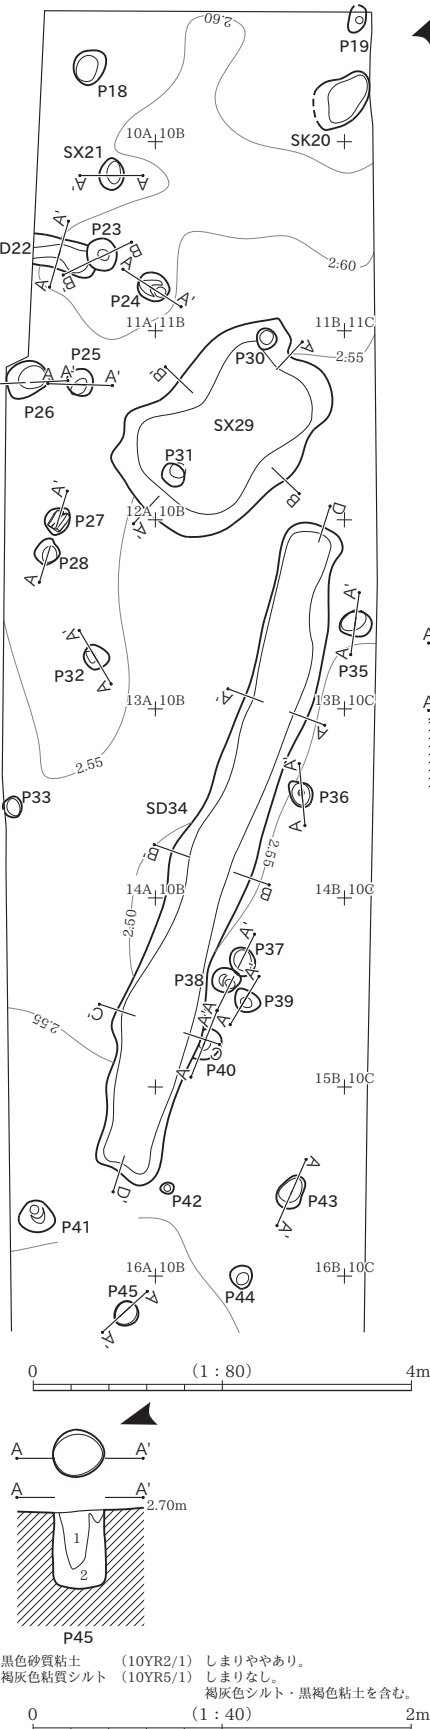 2.60
P19
P18
10A 10B
SK20
SX21
A' A
A'
P23
D22
B
A
2.60
P24
A B'
A'
11A 11B
11B 11C
P30
A
2.55
P25
A A' A'
P26
B'
SX29
P31
B
A'
12A 10B
D
A'
P27
P28
A
A'
P35
A
A'
P32
A
A'
13A 10B
13B 10C
A
2.55
A'
P33
P36
A
SD34
B'
2.55
14A 10B
B
14B 10C
2.50
A'
P37
P38
A'
P39
C'
A'
A
A
2.55
C
P40
A
15B 10C
A
D'
P42
P43
A'
P41
16A 10B
16B 10C
P45
A
P44
A'
0 (1:80) 4m
A A'
A A'
2.70m
1
2
P45
黒色砂質粘土 (10YR2/1) しまりややあり。
褐灰色粘質シルト (10YR5/1) しまりなし。
褐灰色シルト・黒褐色粘土を含む。
0 (1:40) 2m
A
A